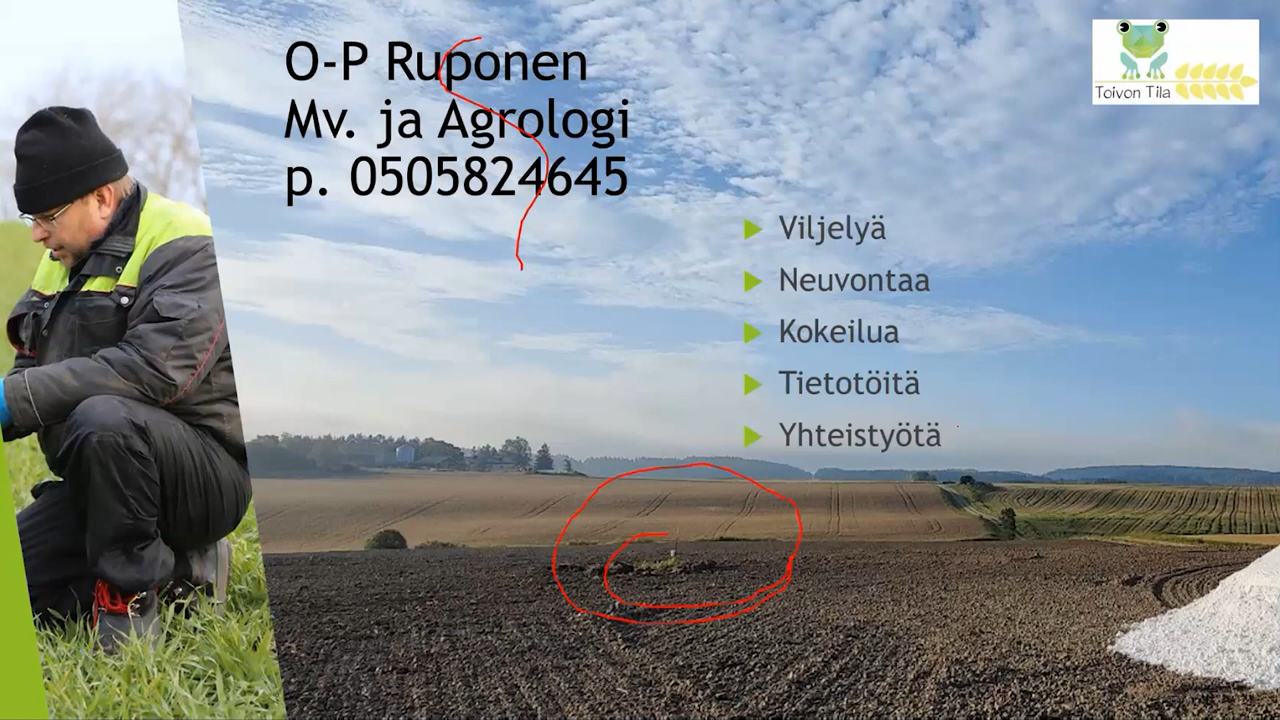 O-P Ruponen
Mv. ja Agrologi
p. 0505824645
Toivon Tila
Viljelyä
Neuvontaa
Kokeilua
Tietotöitä
Yhteistyötä